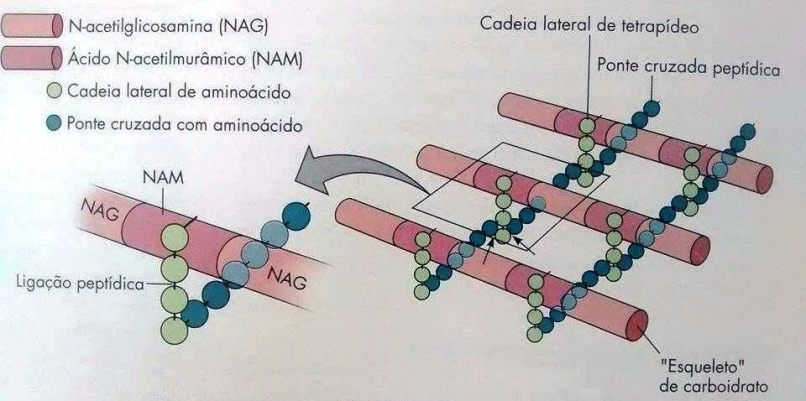 N-acetilglicosamina (NAG)
Ácido N-acetilmurâmico (NAM)
Cadeia lateral de aminoácido
Ponte cruzada com aminoácido
Cadeia lateral de tetrapídeo
Ponte cruzada peptídica
NAM
NAG
NAG
Ligação peptídica
"Esqueleto"
de carboidrato